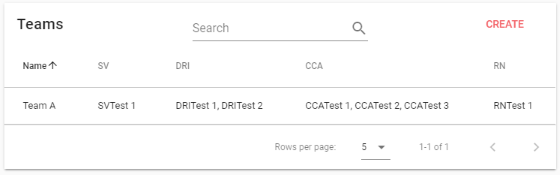 Teams Search CREATE
Name SV DRI CCA RN
Team A SVTest 1 DRITest 1, DRITest 2 CCATest 1, CCATest 2, CCATest 3 RNTest 1
Rows per page: 5 1-1 of 1